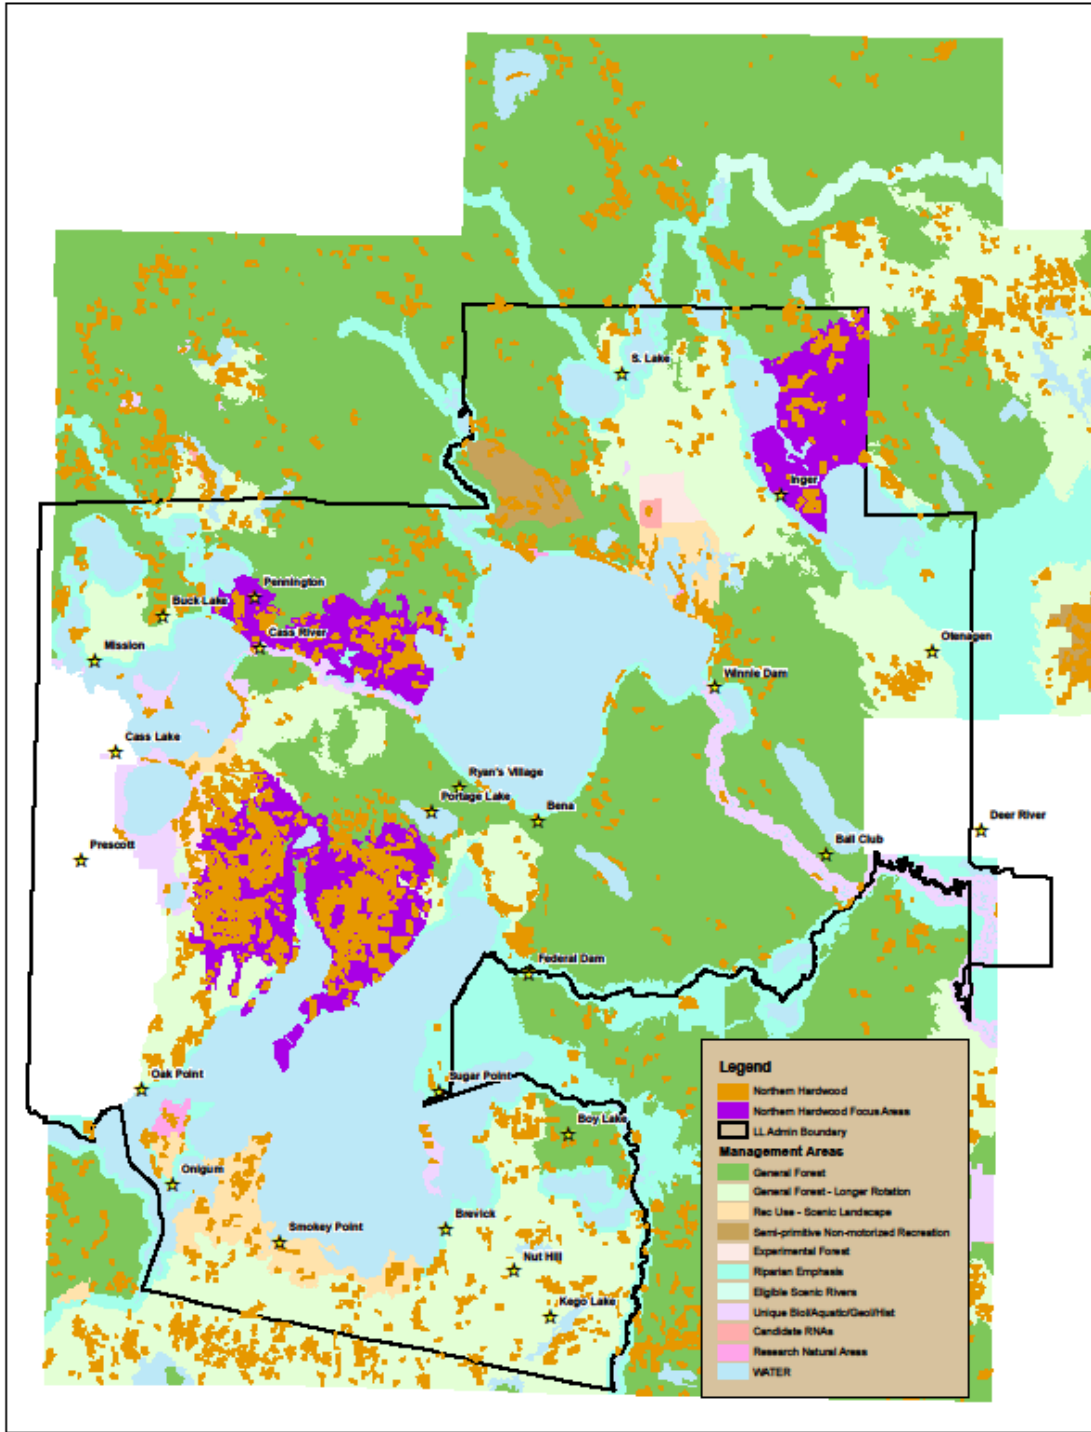 S. Lake
Inger
Pennington
Buck Lake
Cass River
Mission
Otenagen
Winnie Dam
Cass Lake
Ryan's Village
Portage Lake
Bena
Deer River
Ball Club
Prescott
Federal Dam
Oak Point
Sugar Point
Boy Lake
Onigum
Brevick
Smokey Point
Nut Hill
Kego Lake
Legend
Northern Hardwood
Northern Hardwood Focus Areas
LL Admin Boundary
Management Areas
General Forest
General Forest - Longer Rotation
Rec Use - Scenic Landscape
Semi-primitive Non-motorized Recreation
Experimental Forest
Riparian Emphasis
Eligible Scenic Rivers
Unique Biol/Aquatic/Geol/Hist
Candidate RNAs
Research Natural Areas
WATER